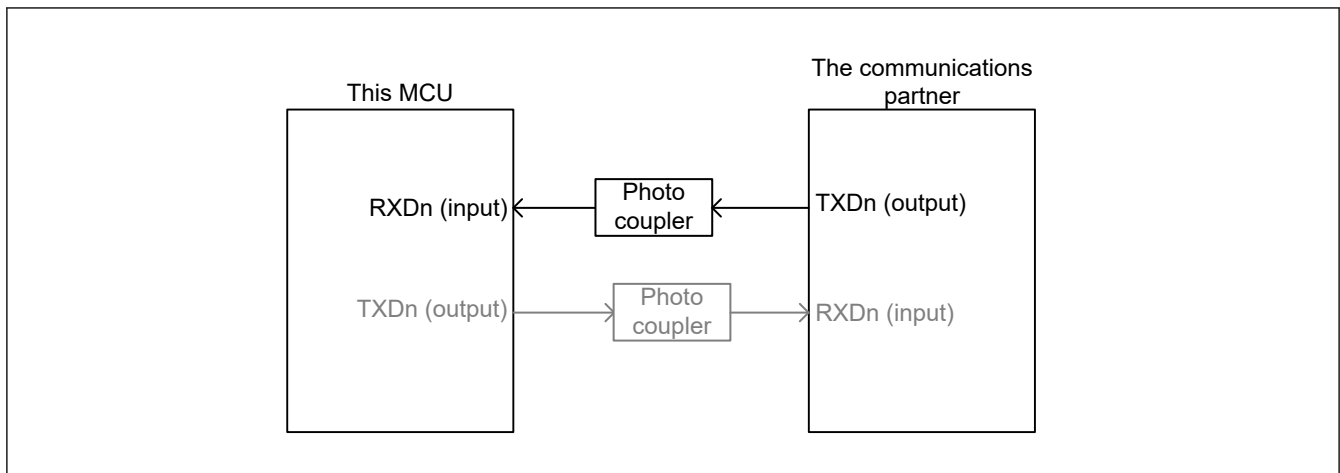 This MCU
The communications
partner
RXDn (input)
Photo
coupler
TXDn (output)
TXDn (output)
Photo
coupler
RXDn (input)